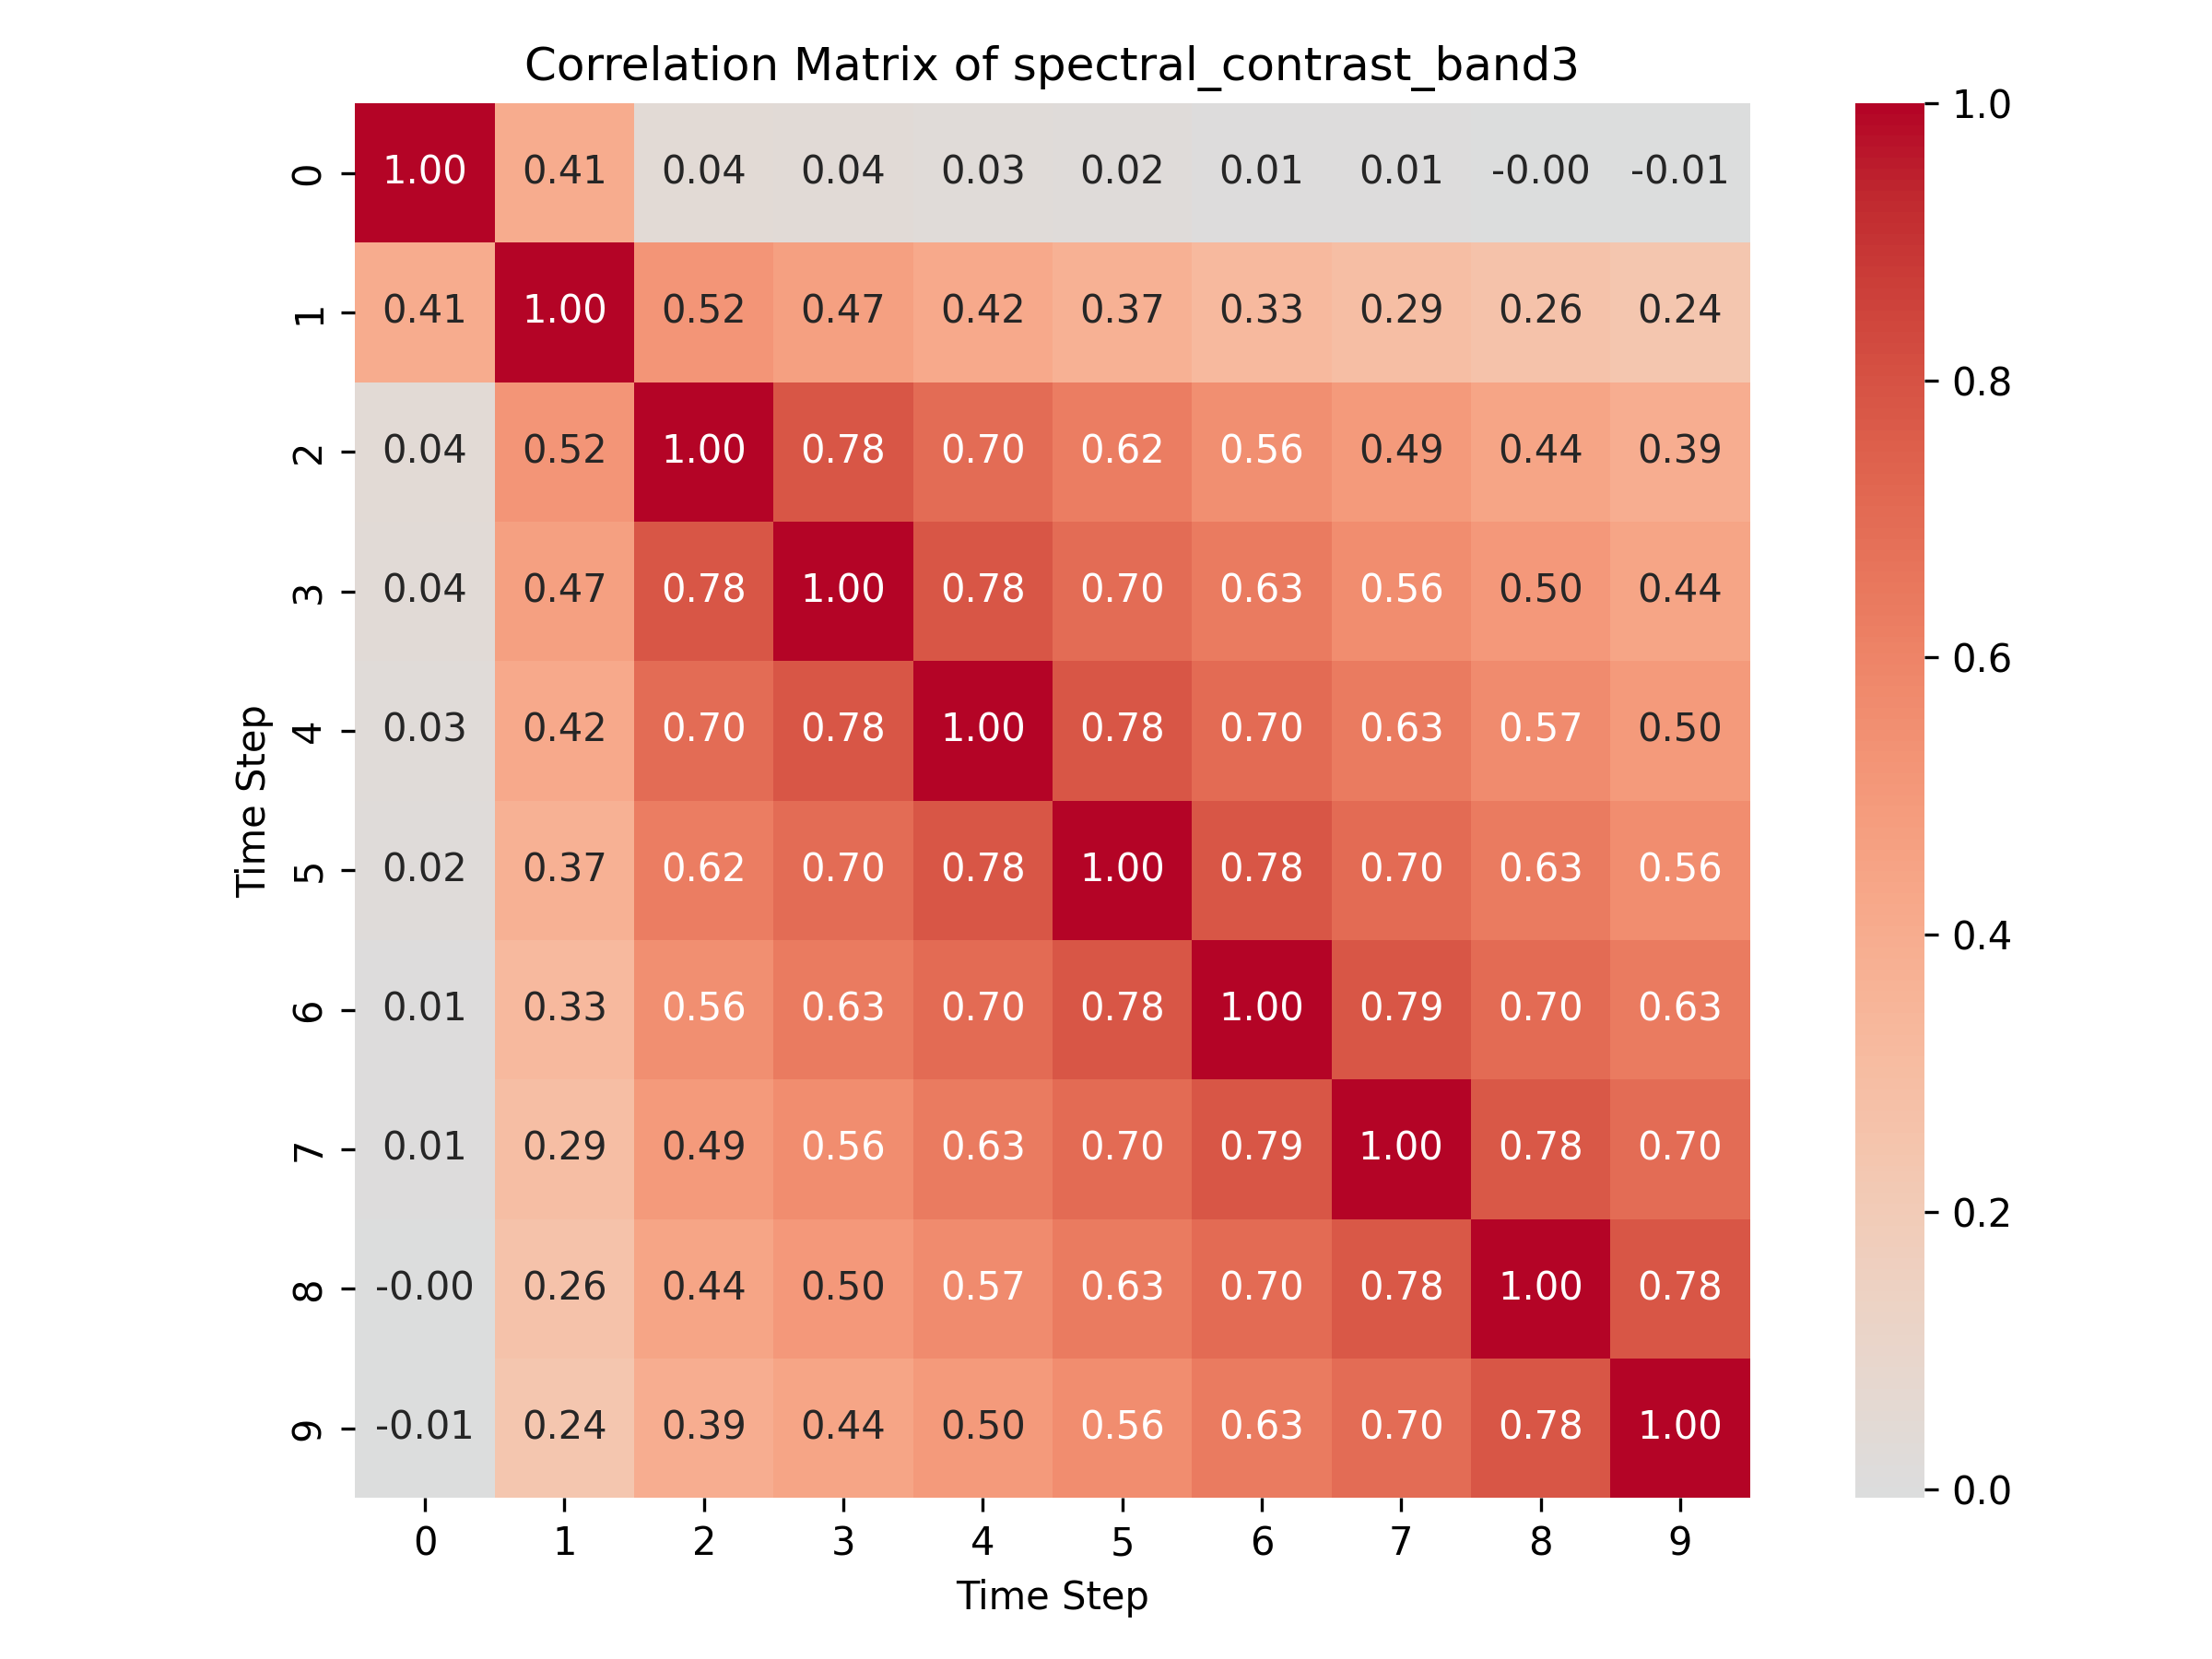 Correlation Matrix of spectral_contrast_band3
0 1.00 0.41 0.04 0.04 0.03 0.02 0.01 0.01 -0.00 -0.01
1 0.41 1.00 0.52 0.47 0.42 0.37 0.33 0.29 0.26 0.24
2 0.04 0.52 1.00 0.78 0.70 0.62 0.56 0.49 0.44 0.39
3 0.04 0.47 0.78 1.00 0.78 0.70 0.63 0.56 0.50 0.44
4 0.03 0.42 0.70 0.78 1.00 0.78 0.70 0.63 0.57 0.50
5 0.02 0.37 0.62 0.70 0.78 1.00 0.78 0.70 0.63 0.56
6 0.01 0.33 0.56 0.63 0.70 0.78 1.00 0.79 0.70 0.63
7 0.01 0.29 0.49 0.56 0.63 0.70 0.79 1.00 0.78 0.70
8 -0.00 0.26 0.44 0.50 0.57 0.63 0.70 0.78 1.00 0.78
9 -0.01 0.24 0.39 0.44 0.50 0.56 0.63 0.70 0.78 1.00
0 1 2 3 4 5 6 7 8 9
Time Step
Time Step
1.0
0.8
0.6
0.4
0.2
0.0